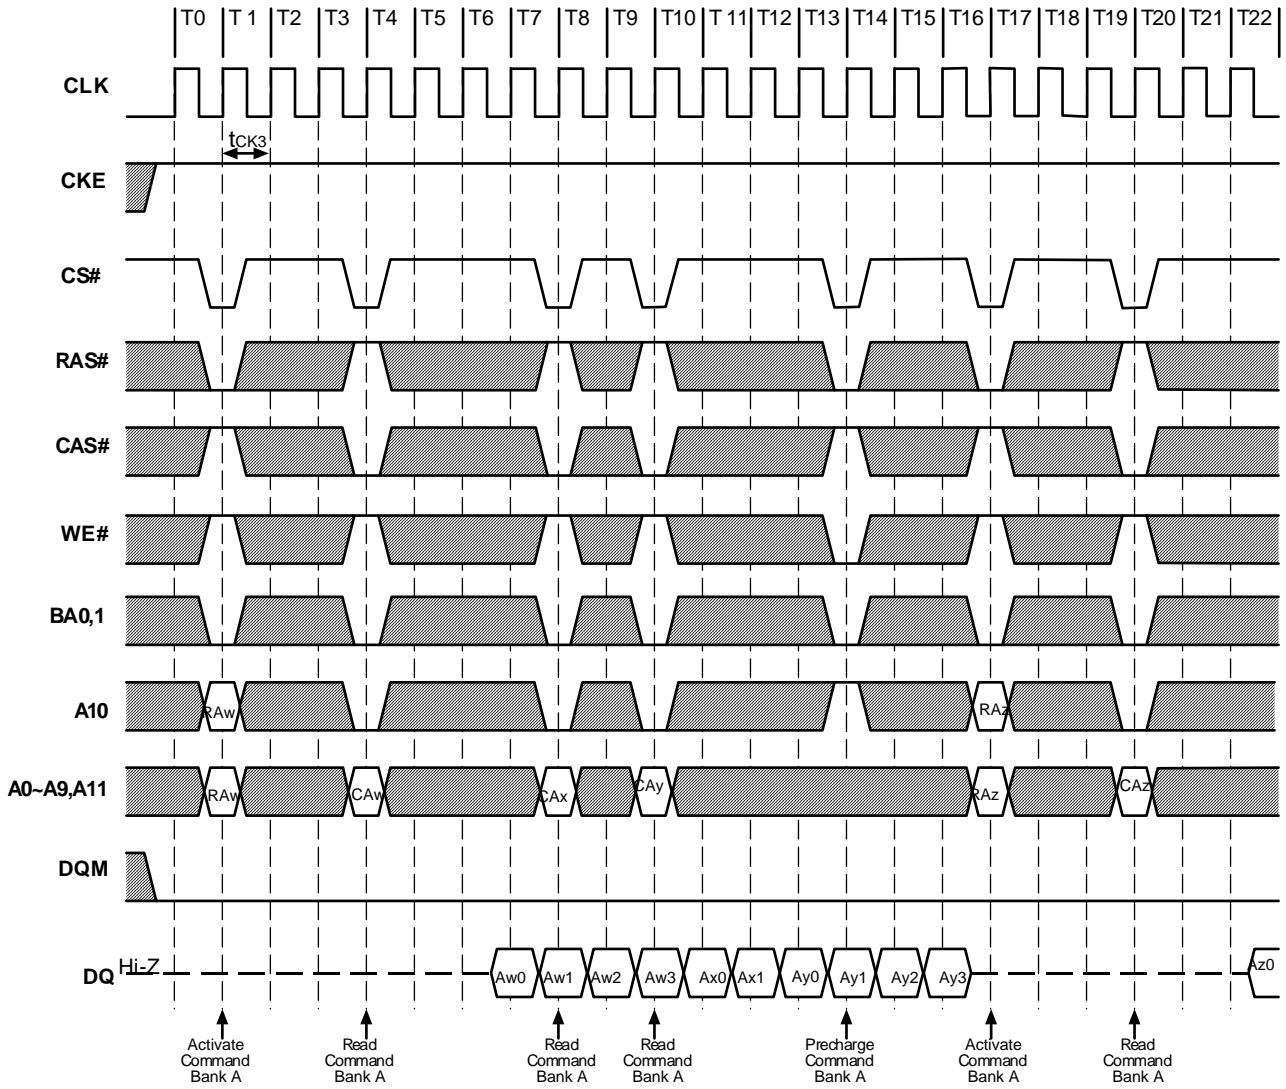 T0 T 1 T2 T3 T4 T5 T6 T7 T8 T9 T10 T 11 T12 T13 T14 T15 T16 T17 T18 T19 T20 T21 T22
CLK
tCK3
CKE
CS#
RAS#
CAS#
WE#
BA0,1
A10
RAw RAz
A0~A9,A11
RAw CAw CAx CAy RAz CAz
DQM
DQ Hi-Z Aw0 Aw1 Aw2 Aw3 Ax0 Ax1 Ay0 Ay1 Ay2 Ay3 Az0
Activate
Command
Bank A
Read
Command
Bank A
Read
Command
Bank A
Read
Command
Bank A
Precharge
Command
Bank A
Activate
Command
Bank A
Read
Command
Bank A